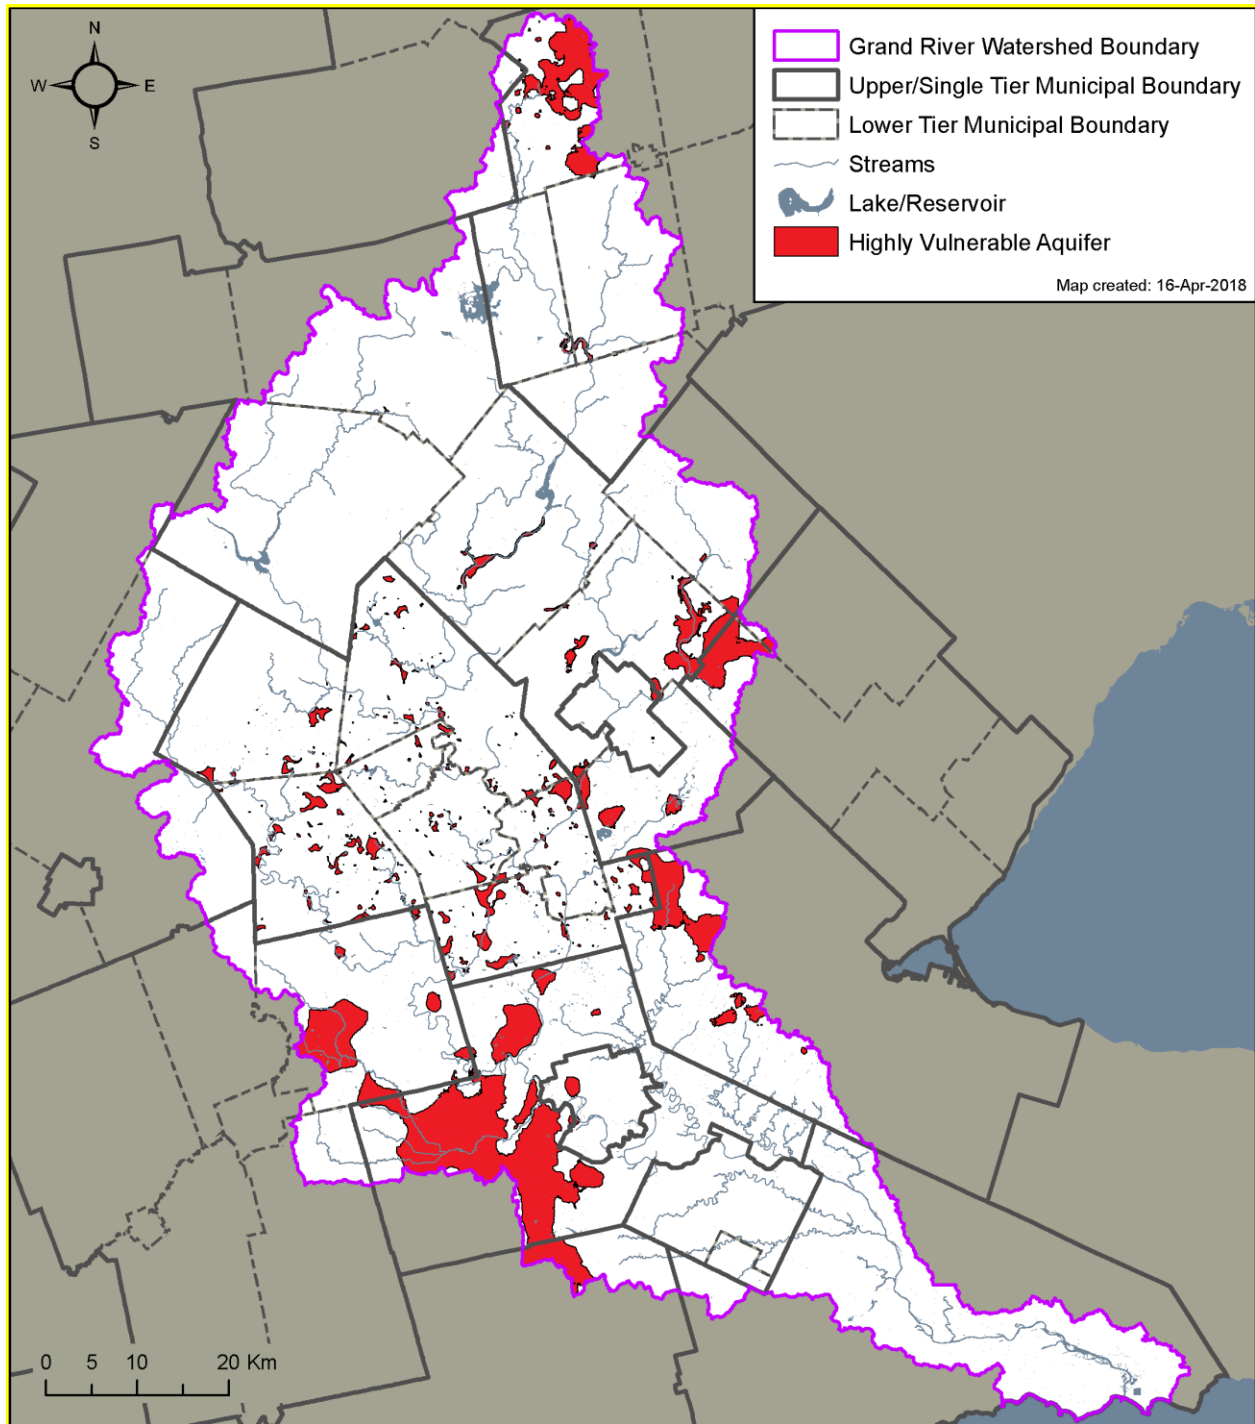 N
W E
S
Grand River Watershed Boundary
Upper/Single Tier Municipal Boundary
Lower Tier Municipal Boundary
Streams
Lake/Reservoir
Highly Vulnerable Aquifer
Map created: 16-Apr-2018
0 5 10 20 Km